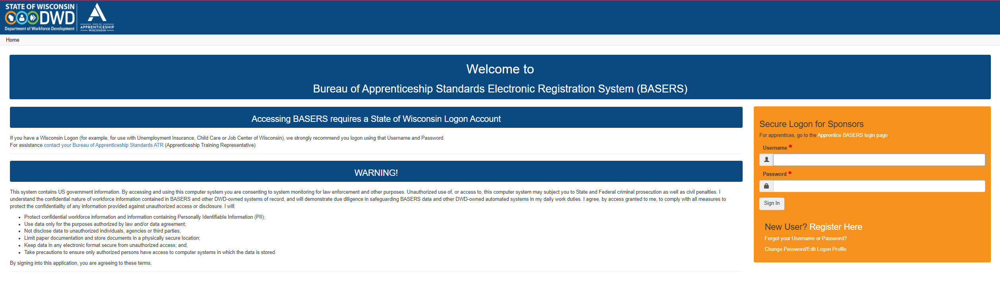 STATE OF WISCONSIN
DWD
Department of Workforce Development
A
SINCE 1911
APPRENTICESHIP
WISCONSIN
Home
Welcome to
Bureau of Apprenticeship Standards Electronic Registration System (BASERS)
Accessing BASERS requires a State of Wisconsin Logon Account
If you have a Wisconsin Logon (for example, for use with Unemployment Insurance, Child Care or Job Center of Wisconsin), we strongly recommend you logon using that Username and Password.
For assistance contact your Bureau of Apprenticeship Standards ATR (Apprenticeship Training Representative)
WARNING!
This system contains US government information. By accessing and using this computer system you are consenting to system monitoring for law enforcement and other purposes. Unauthorized use of, or access to, this computer system may subject you to State and Federal criminal prosecution as well as civil penalties. I
understand the confidential nature of workforce information contained in BASERS and other DWD-owned systems of record, and will demonstrate due diligence in safeguarding BASERS data and other DWD-owned automated systems in my daily work duties. I agree, by access granted to me, to comply with all measures to
protect the confidentiality of any information provided against unauthorized access or disclosure. I will:
• Protect confidential workforce information and information containing Personally Identifiable Information (PII);
• Use data only for the purposes authorized by law and/or data agreement;
• Not disclose data to unauthorized individuals, agencies or third parties;
• Limit paper documentation and store documents in a physically secure location;
• Keep data in any electronic format secure from unauthorized access; and,
• Take precautions to ensure only authorized persons have access to computer systems in which the data is stored.
By signing into this application, you are agreeing to these terms.
Secure Logon for Sponsors
For apprentices, go to the Apprentice BASERS login page
Username *
Password *
Sign In
New User? Register Here
Forgot your Username or Password?
Change Password/Edit Logon Profile